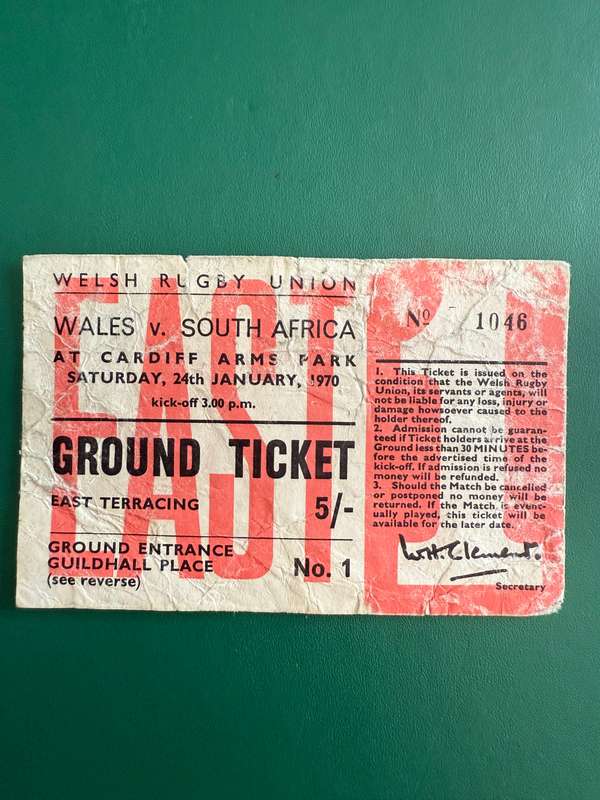 WELSH RUGBY UNION
WALES v. SOUTH AFRICA
AT CARDIFF ARMS PARK
SATURDAY, 24th JANUARY, 1970
kick-off 3.00 p.m.
GROUND TICKET
EAST TERRACING 5/-
GROUND ENTRANCE
GUILDHALL PLACE No. 1
(see reverse)
EAST
EAST
Nº 1046
1. This Ticket is issued on the
condition that the Welsh Rugby
Union, its servants or agents, will
not be liable for any loss, injury or
damage howsoever caused to the
holder thereof.
2. Admission cannot be guaran-
teed if Ticket holders arrive at the
Ground less than 30 MINUTES be-
fore the advertised time of the
kick-off. If admission is refused no
money will be refunded.
3. Should the Match be cancelled
or postponed no money will be
returned. If the Match is event-
ually played, this ticket will be
available for the later date.
W.H. Clement.
Secretary